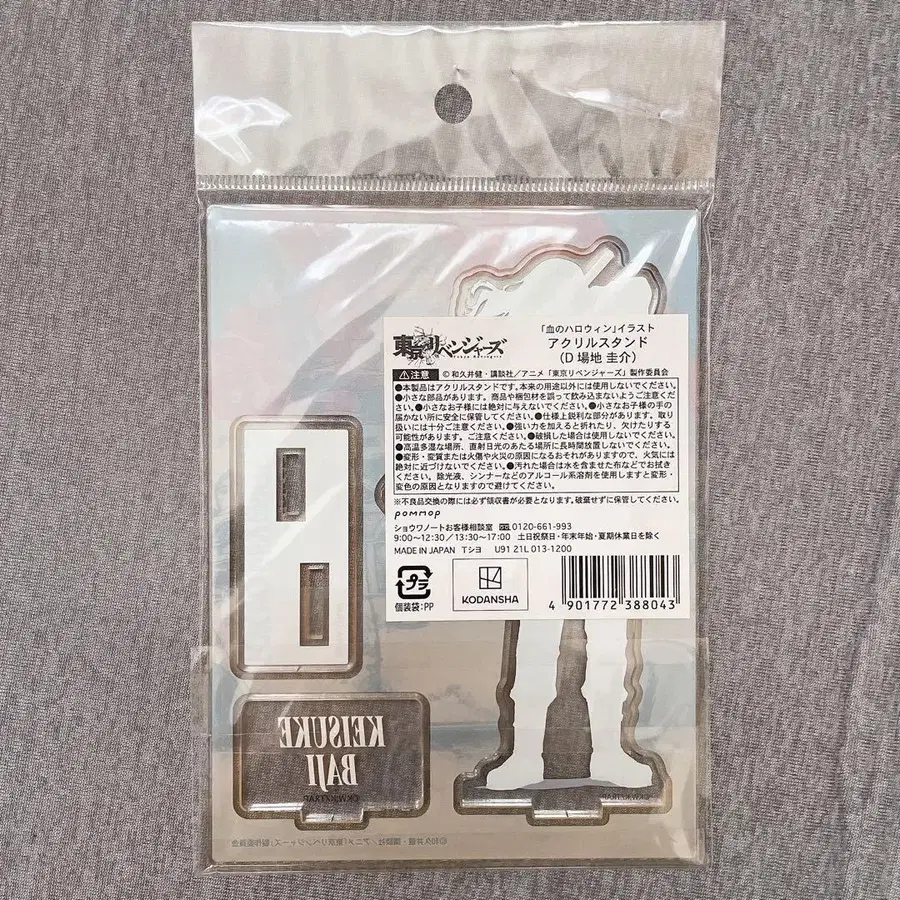 東京リベンジャーズ
「血のハロウィン」イラスト
アクリルスタンド
(D 場地 圭介)
⚠注意 ©和久井健・講談社/アニメ「東京リベンジャーズ」製作委員会
●本製品はアクリルスタンドです。本来の用途以外には使用しないでください。
●小さな部品があります。商品や梱包材を誤って飲み込まないようご注意くださ
い。●小さなお子様には絶対に与えないでください。●小さなお子様の手の
届かない所に安全に保管してください。●仕様上鋭利な部分があります。取り
扱いには十分ご注意ください。●強い力を加えると折れたり、欠けたりする
可能性があります。ご注意ください。●破損した場合は使用しないでください。
●高温多湿な場所、直射日光のあたる場所に長時間放置しないでください。
●変形・変質または火傷や火災の原因になるおそれがありますので、火気には
絶対に近づけないでください。●汚れた場合は水を含ませた布などでお拭き
ください。除光液、シンナーなどのアルコール系溶剤を使用しますと変形・
変色の原因となりますので避けてください。
※不良品交換の際には必ず領収書が必要となります。破棄せずに保管してください。
pommop
ショウワノートお客様相談室 0120-661-993
9:00~12:30/13:30~17:00 土日祝祭日・年末年始・夏期休業日を除く
MADE IN JAPAN Tシヨ U91 21L 013-1200
プラ
個装袋:PP
KODANSHA
4 901772 388043
KEISUKE
BAJI